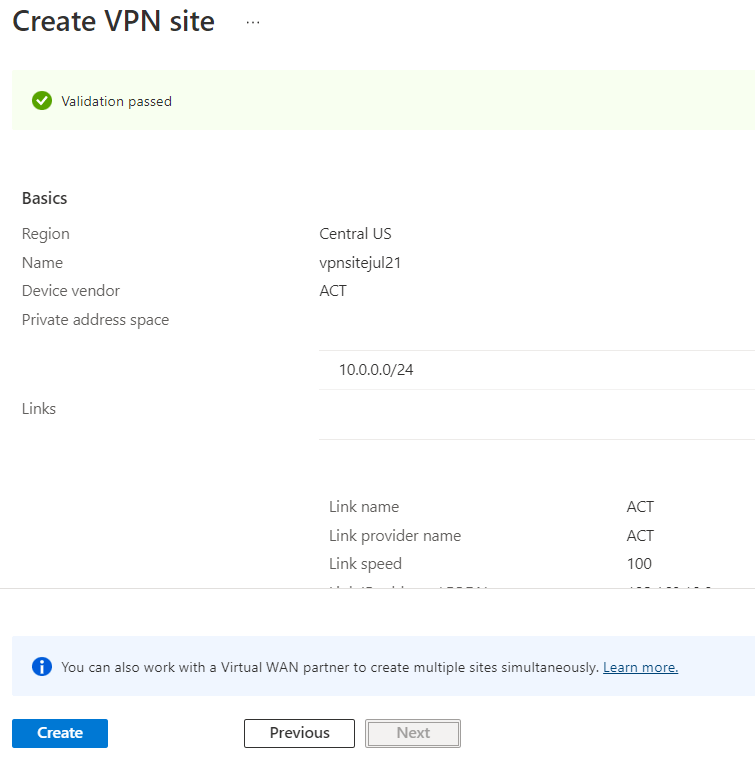 Create VPN site ...
Validation passed
Basics
Region Central US
Name vpnsitejul21
Device vendor ACT
Private address space
10.0.0.0/24
Links
Link name ACT
Link provider name ACT
Link speed 100
You can also work with a Virtual WAN partner to create multiple sites simultaneously. Learn more.
Create Previous Next